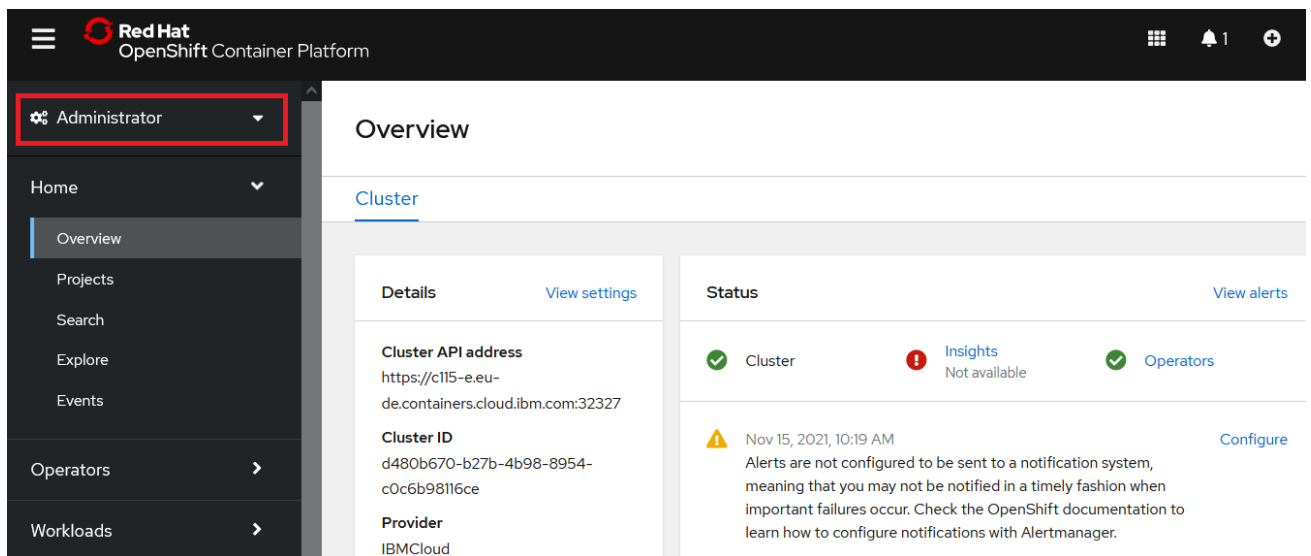 Red Hat
OpenShift Container Platform
1
Administrator
Home
Overview
Projects
Search
Explore
Events
Operators
Workloads
Overview
Cluster
Details
View settings
Cluster API address
https://c115-e.eu-
de.containers.cloud.ibm.com:32327
Cluster ID
d480b670-b27b-4b98-8954-
c0c6b98116ce
Provider
IBMCloud
Status
View alerts
Cluster
Insights
Not available
Operators
Nov 15, 2021, 10:19 AM
Configure
Alerts are not configured to be sent to a notification system,
meaning that you may not be notified in a timely fashion when
important failures occur. Check the OpenShift documentation to
learn how to configure notifications with Alertmanager.